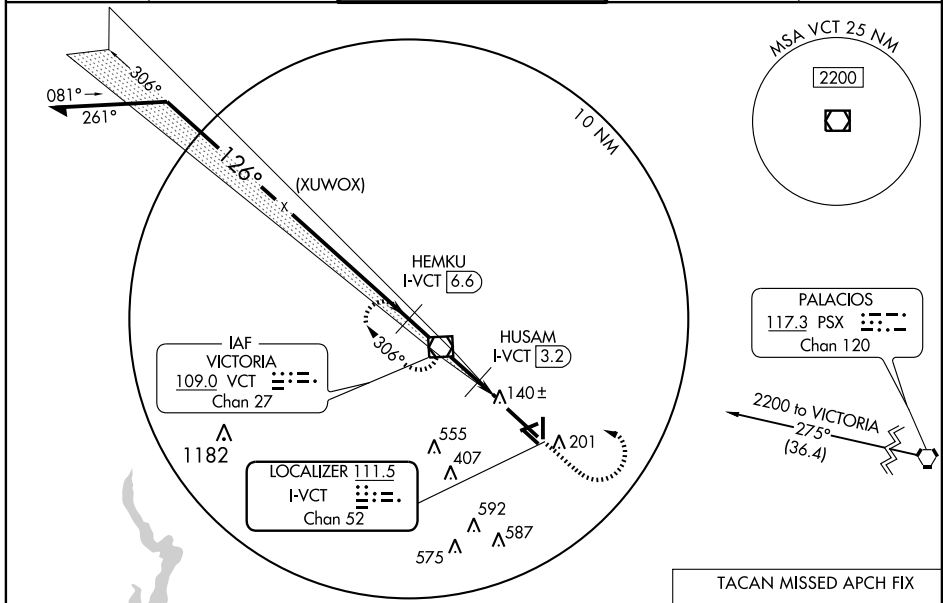 MSA VCT 25 NM
2200
306°
081°
261°
10 NM
126°
(XUWOX)
x
HEMKU
I-VCT 6.6
PALACIOS
117.3 PSX
Chan 120
HUSAM
I-VCT 3.2
306°
IAF
VICTORIA
109.0 VCT
Chan 27
140 ±
2200 to VICTORIA
275°
(36.4)
1182
555
407
201
LOCALIZER 111.5
I-VCT
Chan 52
592
587
575
TACAN MISSED APCH FIX